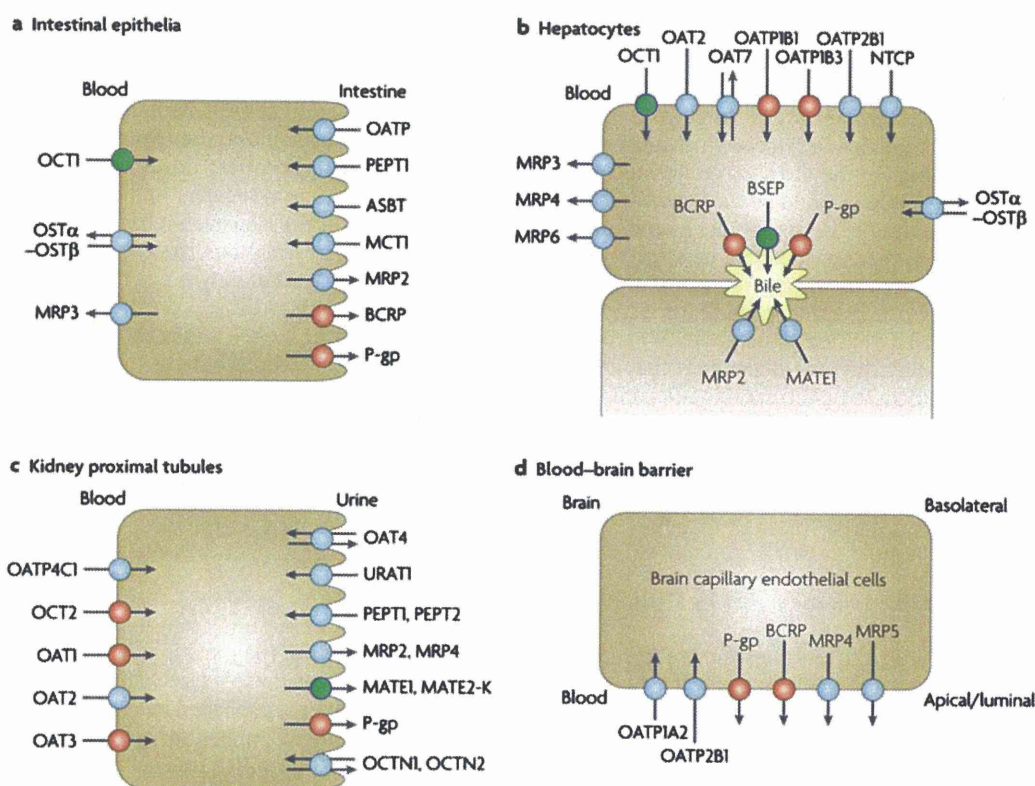 a Intestinal epithelia
Blood
Intestine
OCT1
OSTα
–OSTβ
MRP3
OATP
PEPT1
ASBT
MCT1
MRP2
BCRP
P-gp
b Hepatocytes
Blood
OCT1
OAT2
OAT7
OATP1B1
OATP1B3
OATP2B1
NTCP
MRP3
MRP4
MRP6
BCRP
BSEP
P-gp
OSTα
–OSTβ
Bile
MRP2
MATE1
c Kidney proximal tubules
Blood
Urine
OATP4C1
OCT2
OAT1
OAT2
OAT3
OAT4
URAT1
PEPT1, PEPT2
MRP2, MRP4
MATE1, MATE2-K
P-gp
OCTN1, OCTN2
d Blood–brain barrier
Brain
Basolateral
Brain capillary endothelial cells
P-gp
BCRP
MRP4
MRP5
Blood
Apical/luminal
OATP1A2
OATP2B1